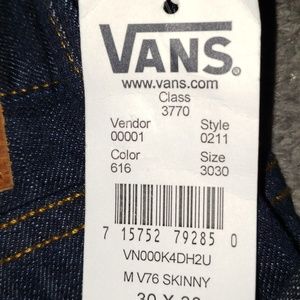 VANS®
www.vans.com
Class
3770
Vendor Style
00001 0211
Color Size
616 3030
7 15752 79285 0
VN000K4DH2U
M V76 SKINNY